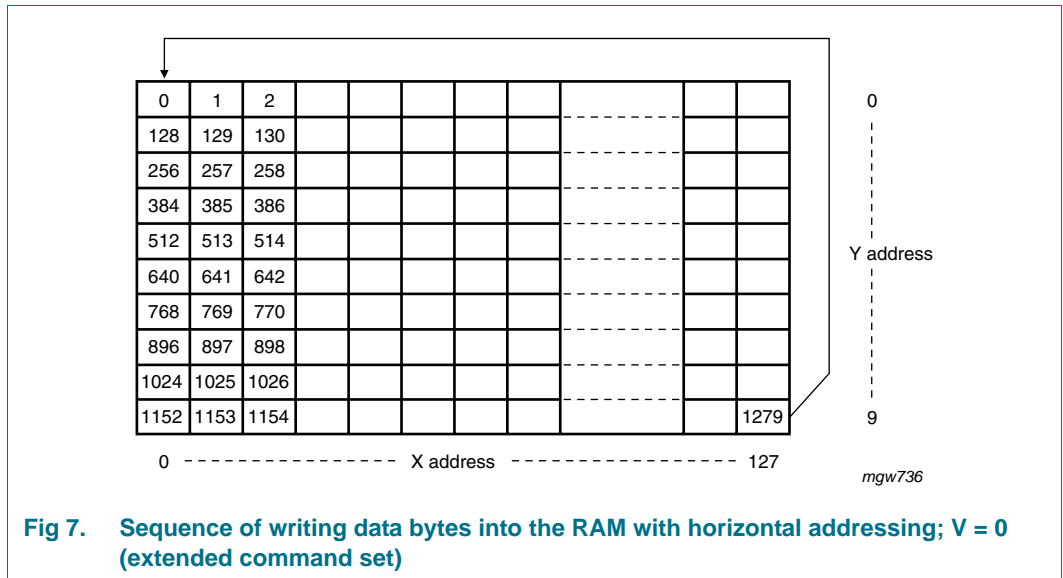 0 1 2 0
128 129 130
256 257 258
384 385 386
512 513 514
Y address
640 641 642
768 769 770
896 897 898
1024 1025 1026
1152 1153 1154 1279 9
0 X address 127
mgw736
Fig 7. Sequence of writing data bytes into the RAM with horizontal addressing; V = 0
(extended command set)